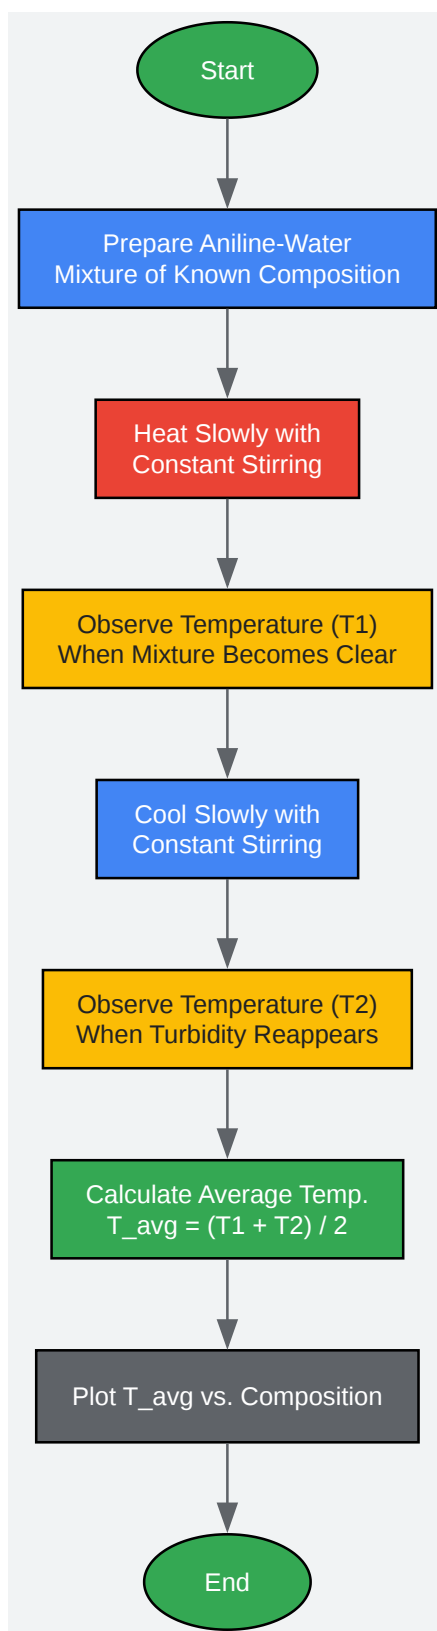 Start
Prepare Aniline-Water
Mixture of Known Composition
Heat Slowly with
Constant Stirring
Observe Temperature (T1)
When Mixture Becomes Clear
Cool Slowly with
Constant Stirring
Observe Temperature (T2)
When Turbidity Reappears
Calculate Average Temp.
T_avg = (T1 + T2) / 2
Plot T_avg vs. Composition
End